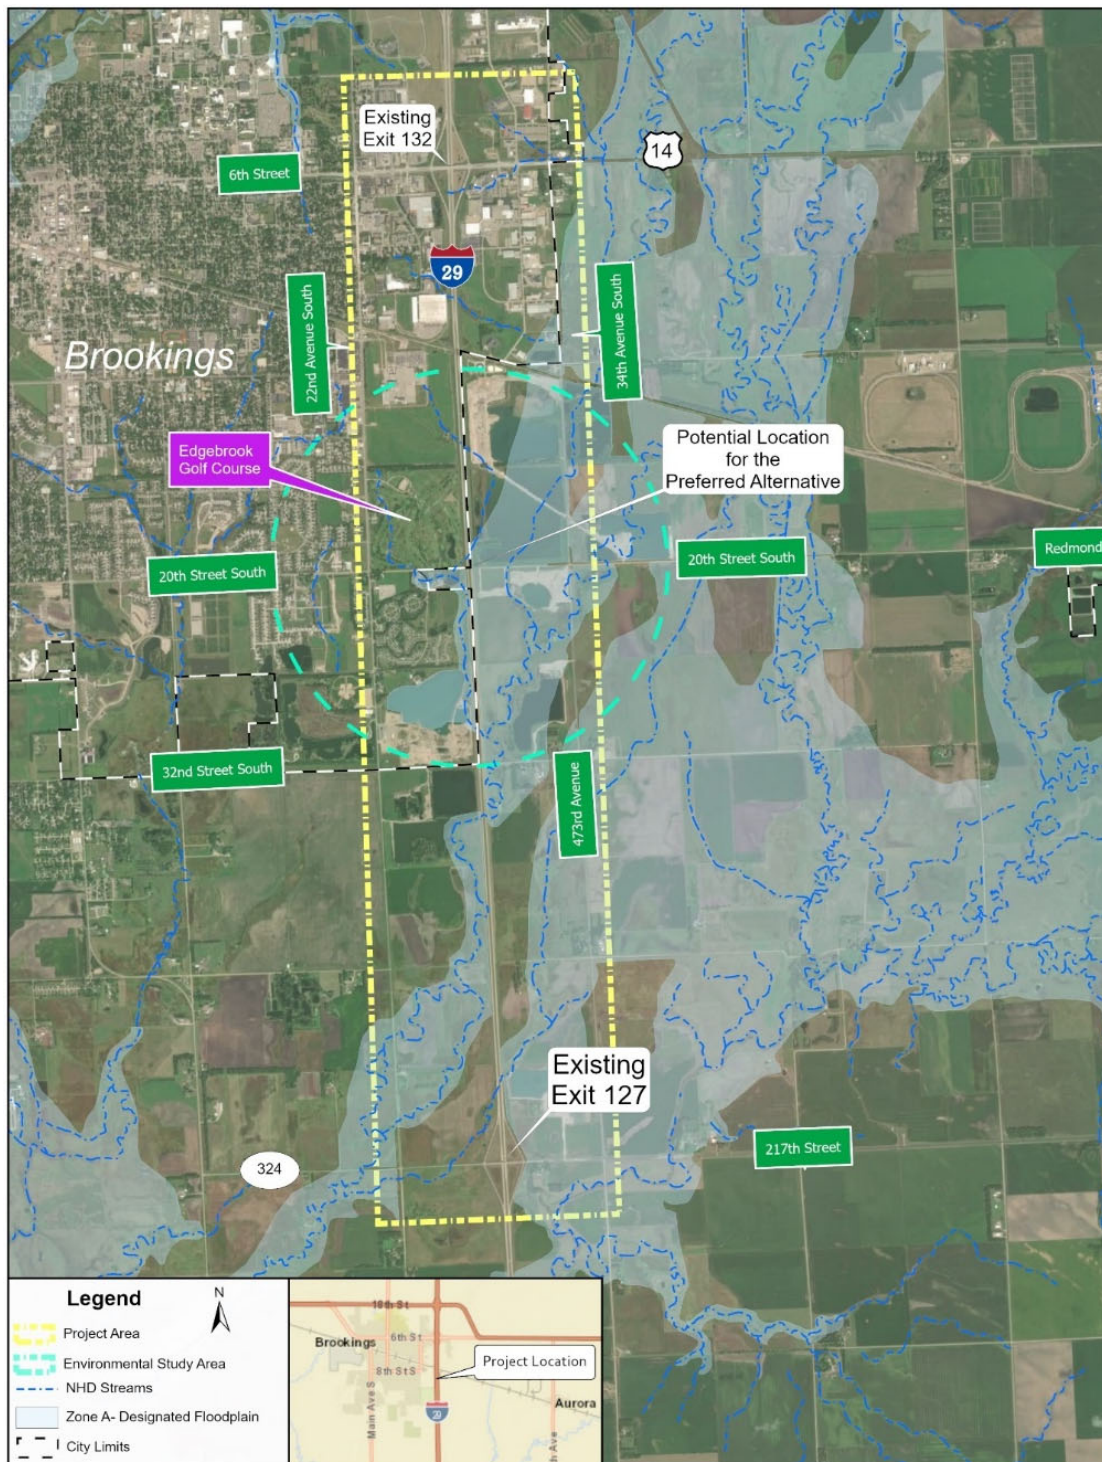 Existing
Exit 132
14
6th Street
29
22nd Avenue South
34th Avenue South
Brookings
Edgebrook
Golf Course
Potential Location
for the
Preferred Alternative
20th Street South
20th Street South
Redmond
32nd Street South
473rd Avenue
Existing
Exit 127
217th Street
324
Legend
N
Project Area
Environmental Study Area
NHD Streams
Zone A- Designated Floodplain
City Limits
18th St
Brookings
6th St
8th St S
Project Location
Main Ave S
29
Aurora
h Ave